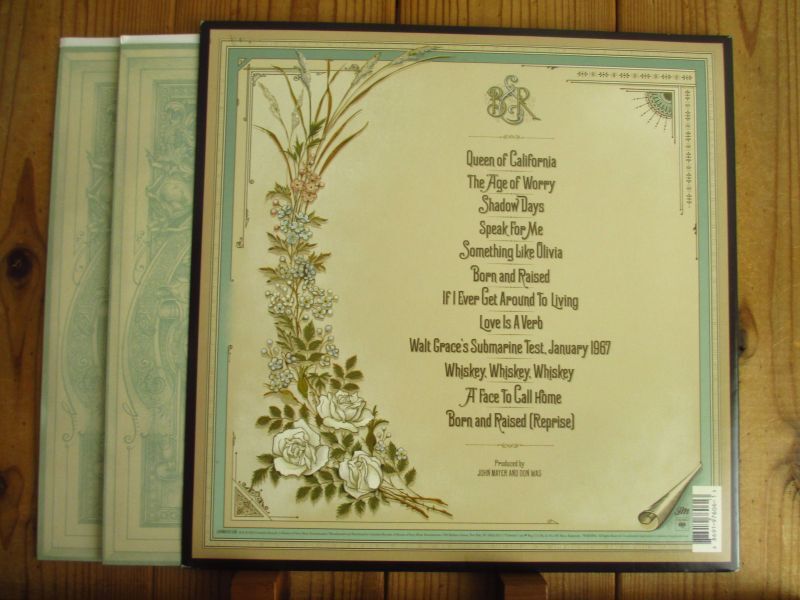 B&R
Queen of California
The Age of Worry
Shadow Days
Speak For Me
Something Like Olivia
Born and Raised
If I Ever Get Around To Living
Love Is A Verb
Walt Grace's Submarine Test, January 1967
Whiskey, Whiskey, Whiskey
A Face To Call Home
Born and Raised (Reprise)
Produced by
JOHN MAYER AND DON WAS